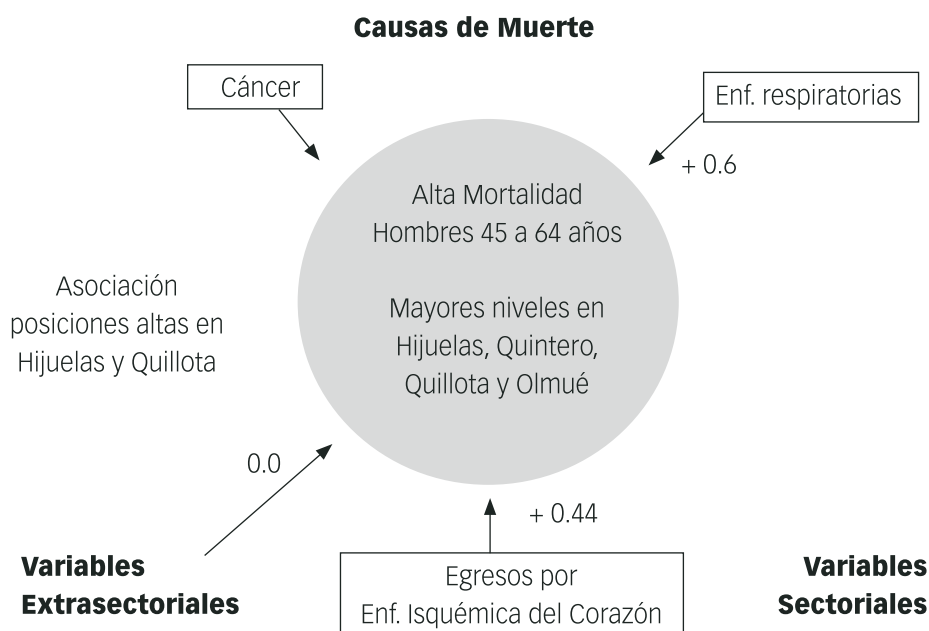 Causas de Muerte
Cáncer
Enf. respiratorias
+ 0.6
Alta Mortalidad
Hombres 45 a 64 años
Mayores niveles en
Hijuelas, Quintero,
Quillota y Olmué
Asociación
posiciones altas en
Hijuelas y Quillota
0.0
+ 0.44
Variables
Extrasectoriales
Egresos por
Enf. Isquémica del Corazón
Variables
Sectoriales